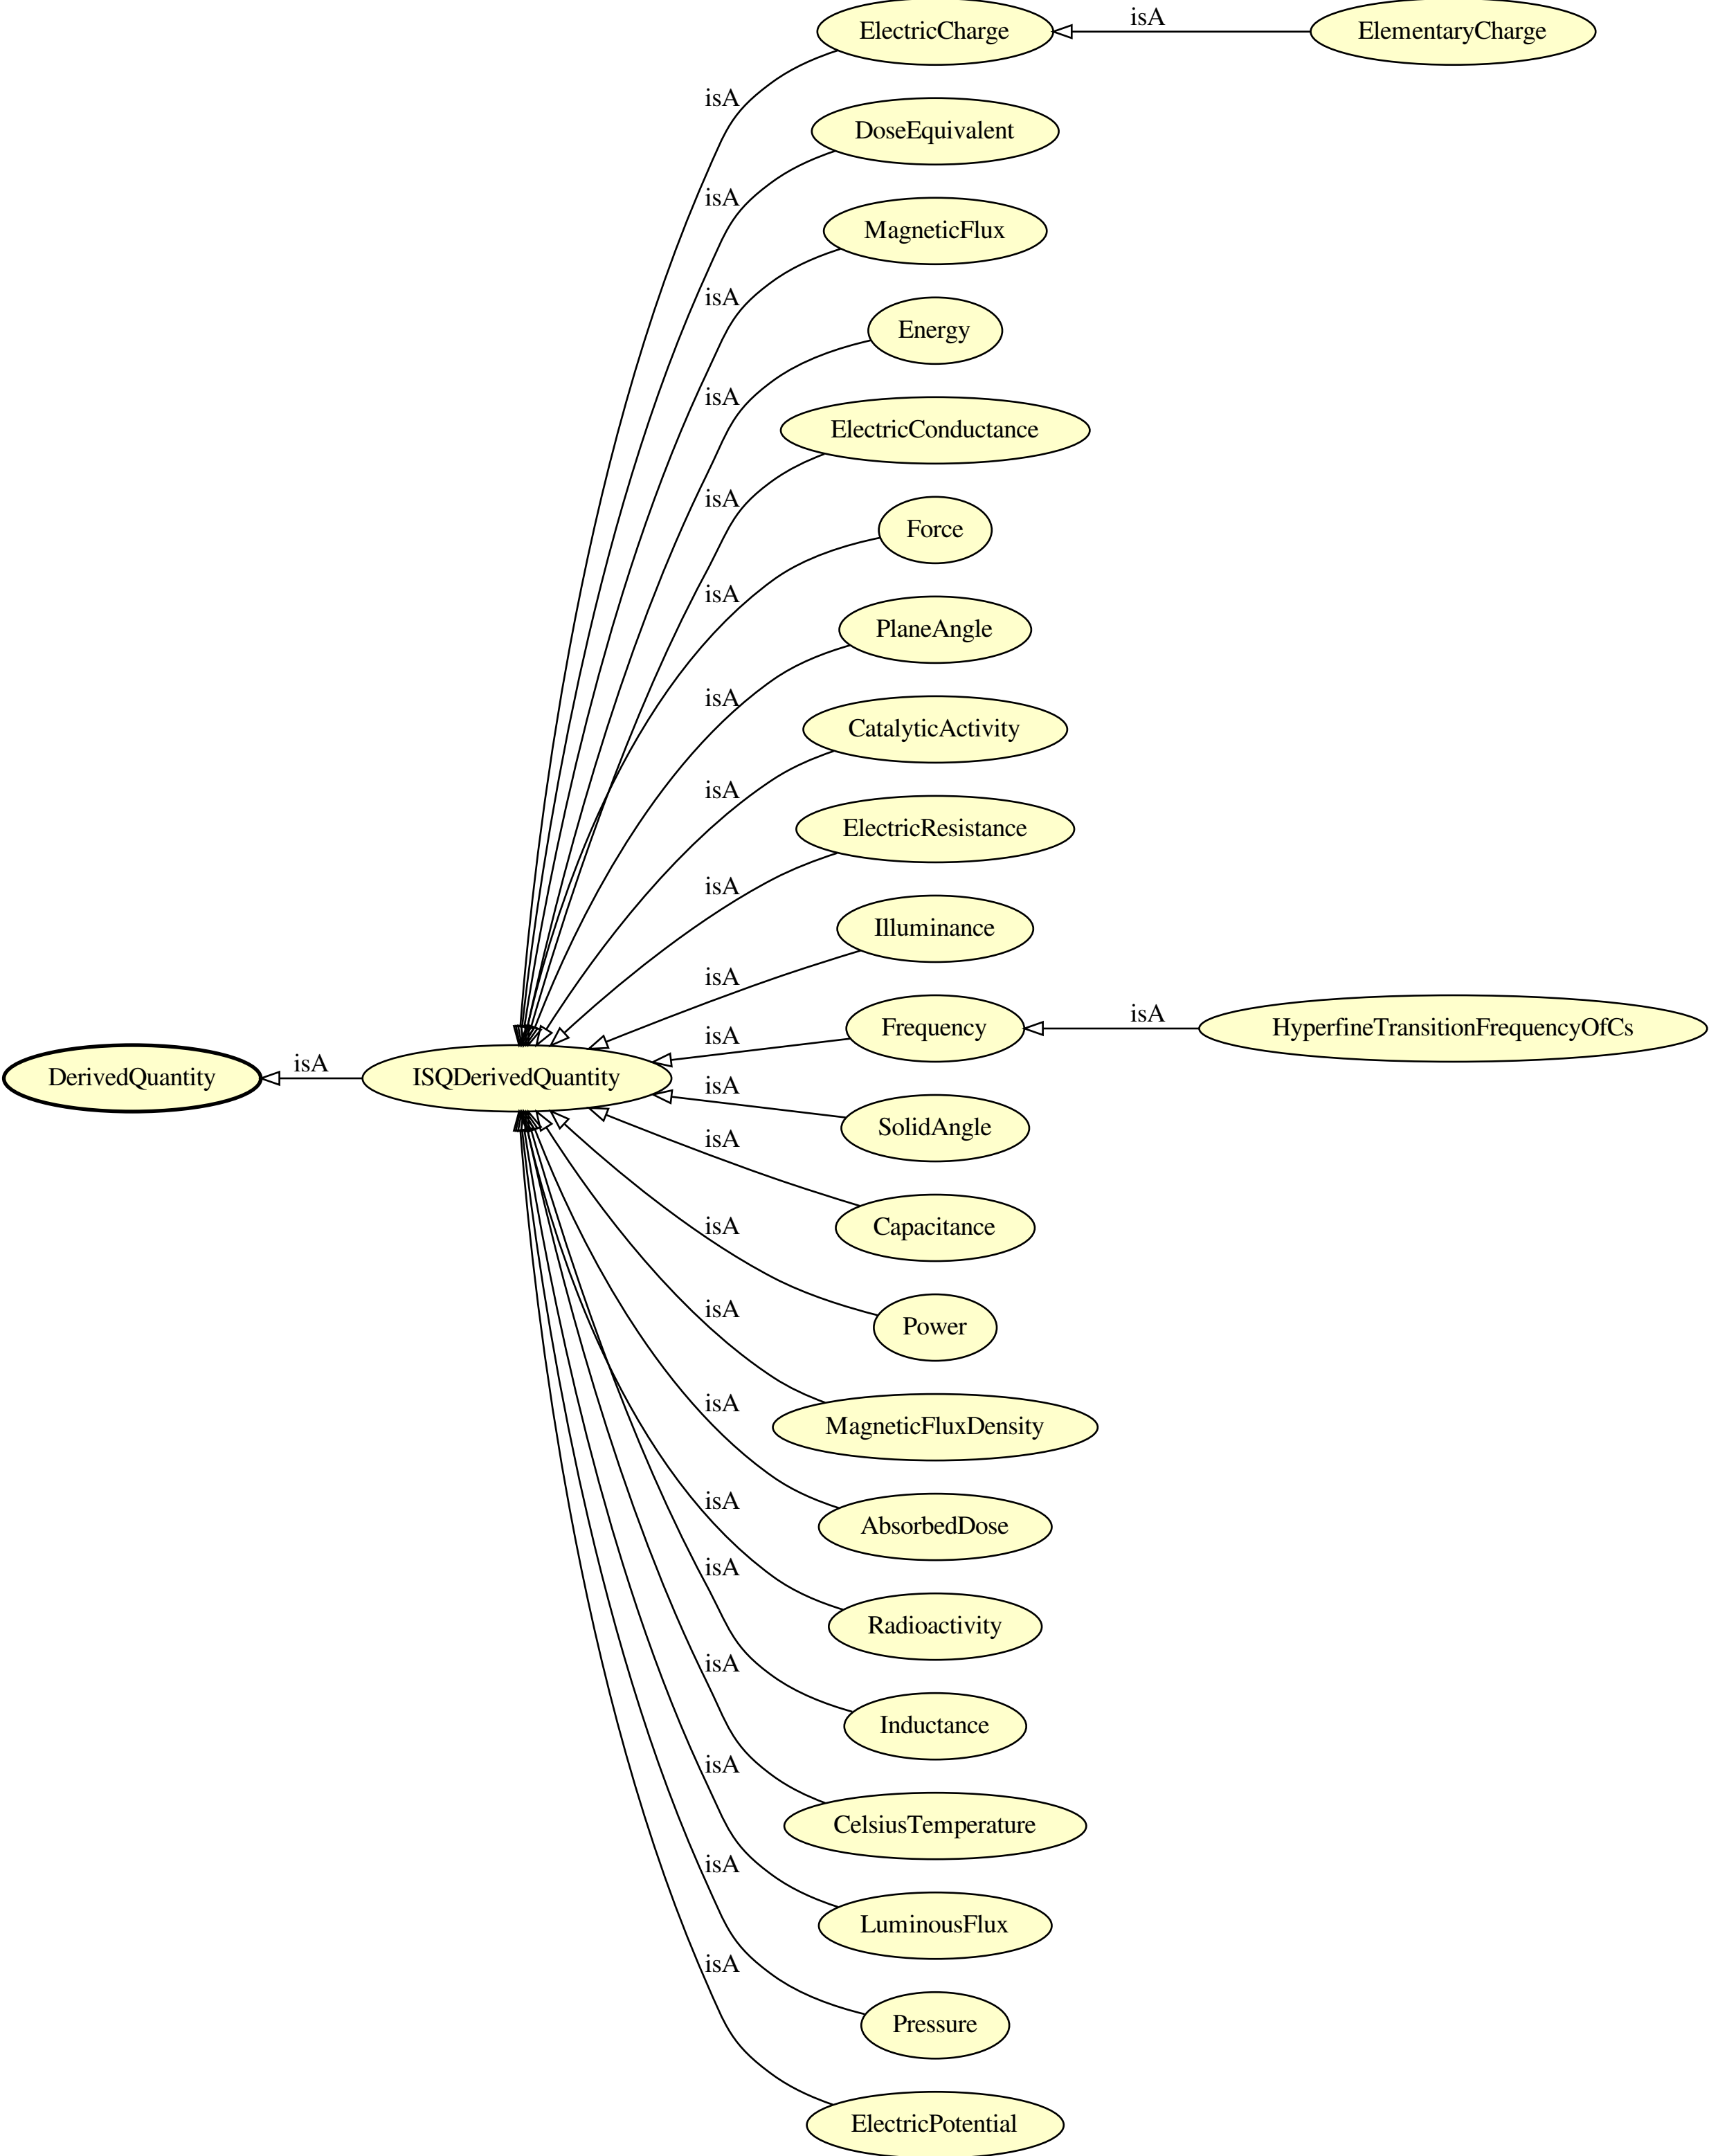 ElectricCharge
isA
ElementaryCharge
isA
DoseEquivalent
isA
MagneticFlux
isA
Energy
isA
ElectricConductance
isA
Force
isA
PlaneAngle
isA
CatalyticActivity
isA
ElectricResistance
isA
Illuminance
isA
Frequency
isA
HyperfineTransitionFrequencyOfCs
isA
DerivedQuantity
isA
ISQDerivedQuantity
isA
SolidAngle
isA
Capacitance
isA
Power
isA
MagneticFluxDensity
isA
AbsorbedDose
isA
Radioactivity
isA
Inductance
isA
CelsiusTemperature
isA
LuminousFlux
isA
Pressure
isA
ElectricPotential